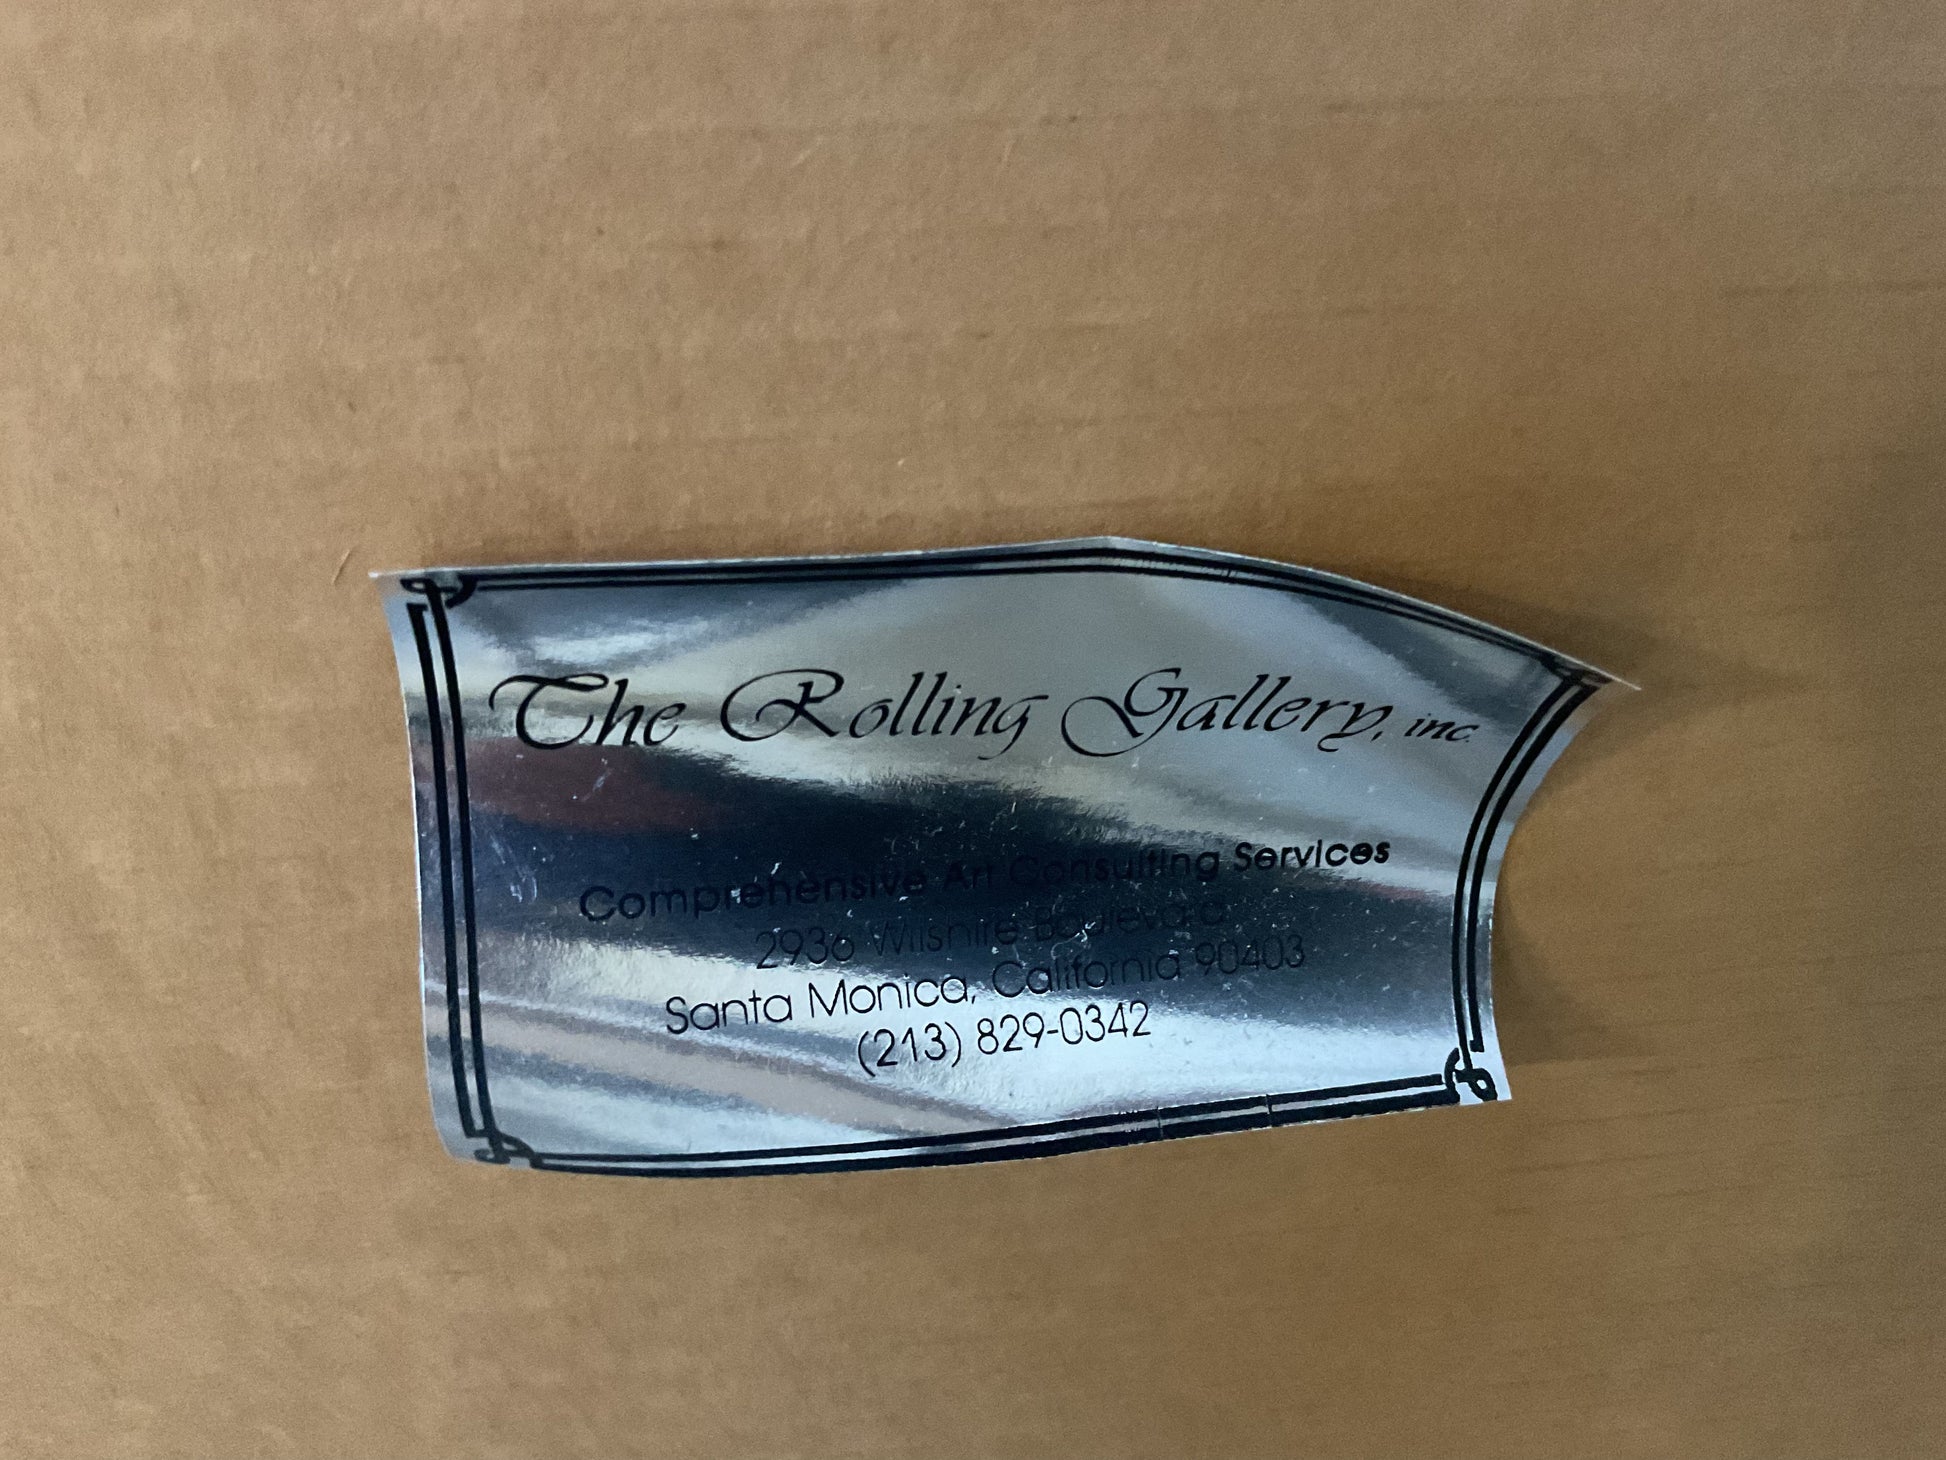 The Rolling Gallery, inc.
Comprehensive Art Consulting Services
2936 Wilshire Boulevard
Santa Monica, California 90403
(213) 829-0342